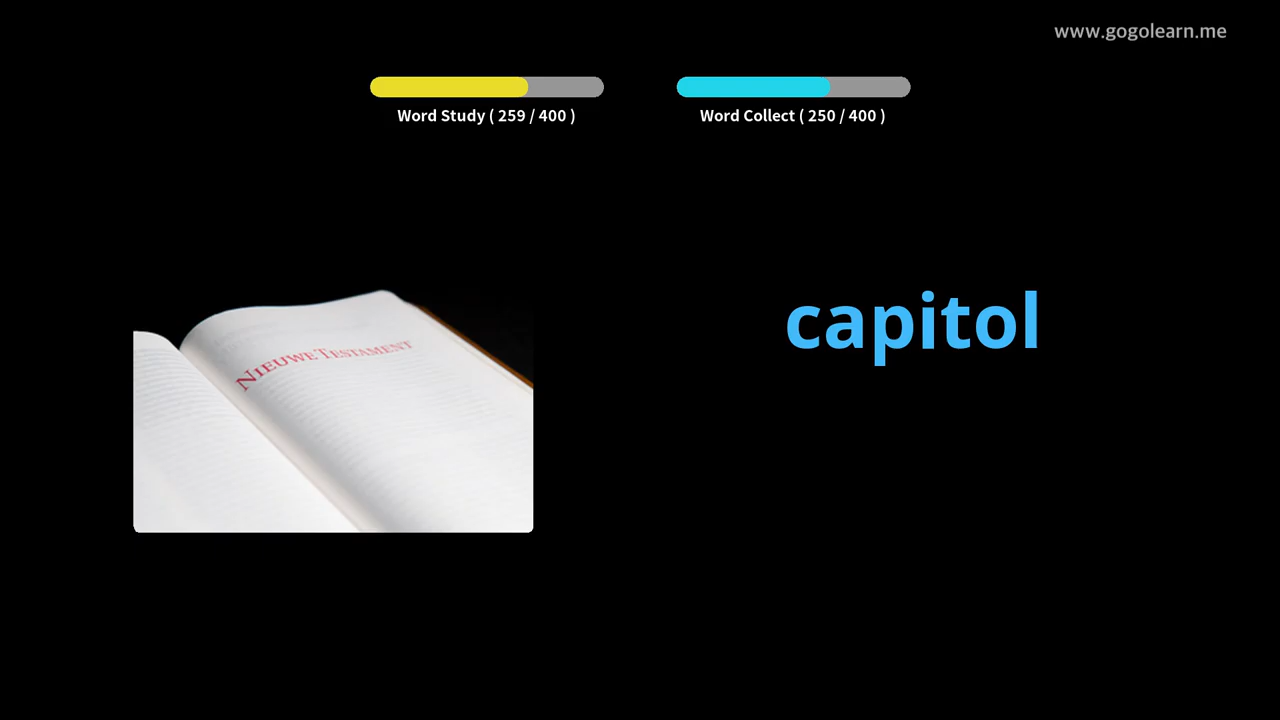 www.gogolearn.me
Word Study ( 259 / 400 )
Word Collect ( 250 / 400 )
NIEUWE TESTAMENT
capitol